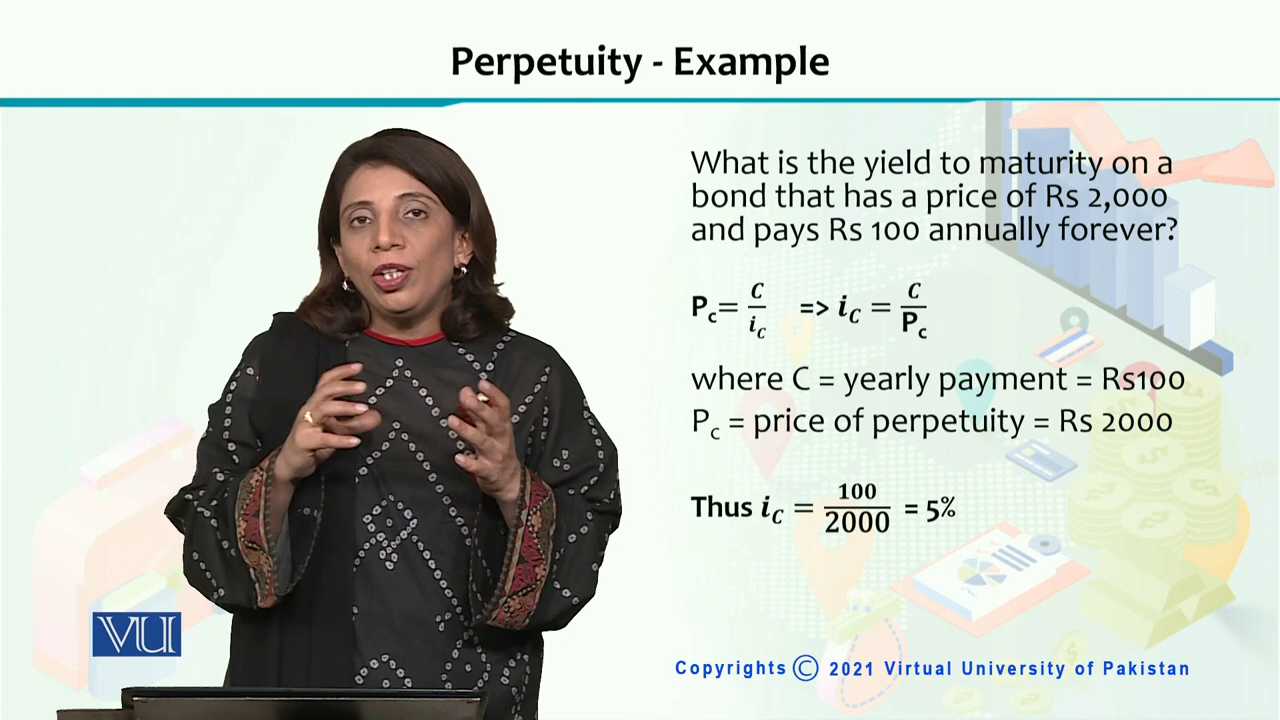 Perpetuity - Example
What is the yield to maturity on a
bond that has a price of Rs 2,000
and pays Rs 100 annually forever?
Pc= C/ic => ic = C/Pc
where C = yearly payment = Rs100
Pc = price of perpetuity = Rs 2000
Thus ic = 100/2000 = 5%
VU
Copyrights © 2021 Virtual University of Pakistan